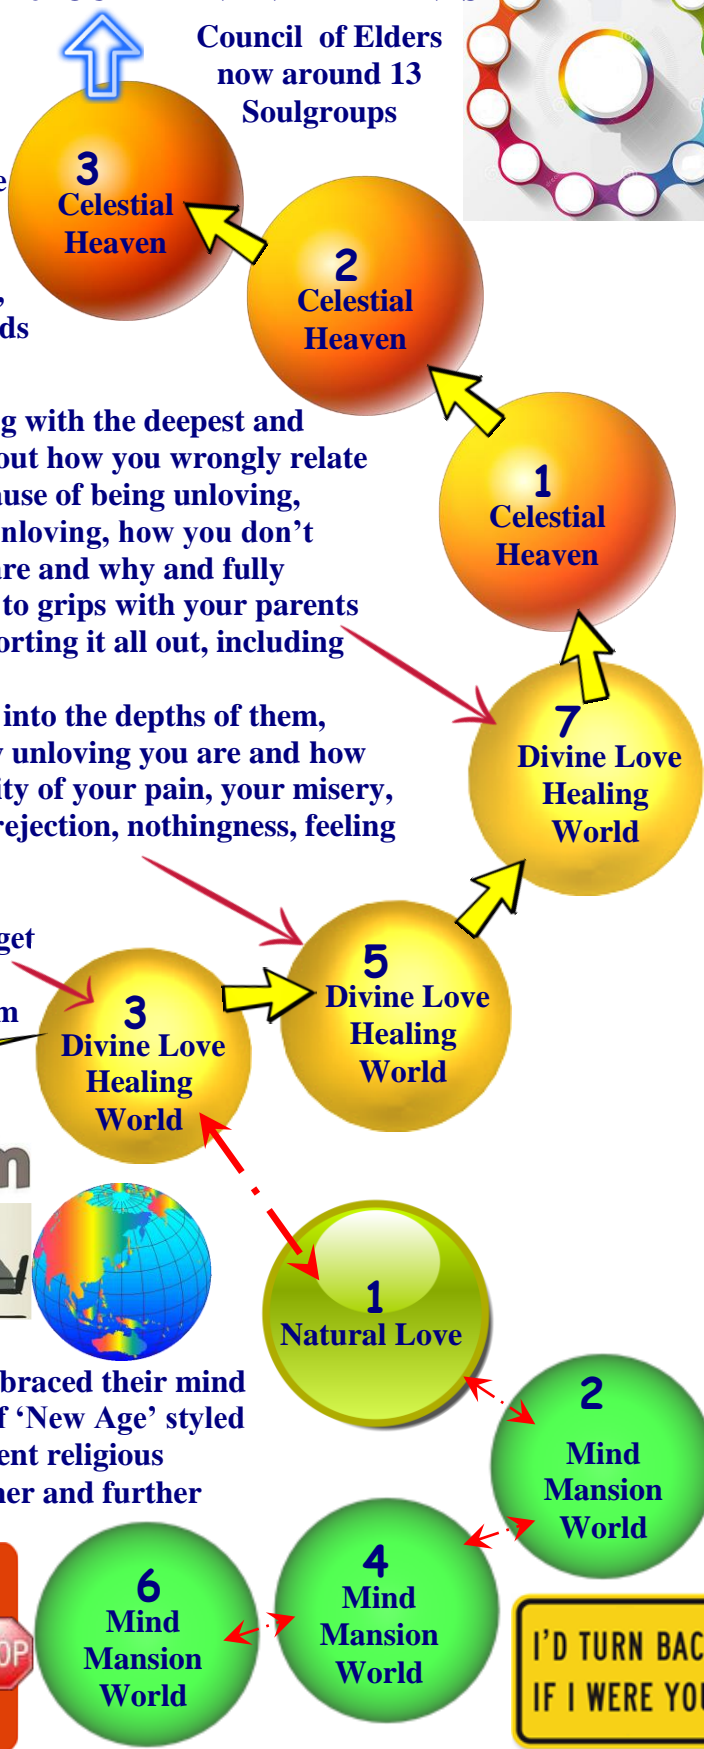 Council of Elders
now around 13
Soulgroups
3
Celestial
Heaven
2
Celestial
Heaven
g with the deepest and
out how you wrongly relate
ause of being unloving,
nloving, how you don’t
are and why and fully
to grips with your parents
orting it all out, including
1
Celestial
Heaven
into the depths of them,
unloving you are and how
ity of your pain, your misery,
rejection, nothingness, feeling
7
Divine Love
Healing
World
get
5
Divine Love
Healing
World
3
Divine Love
Healing
World
1
Natural Love
braced their mind
f ‘New Age’ styled
ent religious
her and further
2
Mind
Mansion
World
4
Mind
Mansion
World
6
Mind
Mansion
World
OP
I’D TURN BAC
IF I WERE YOU